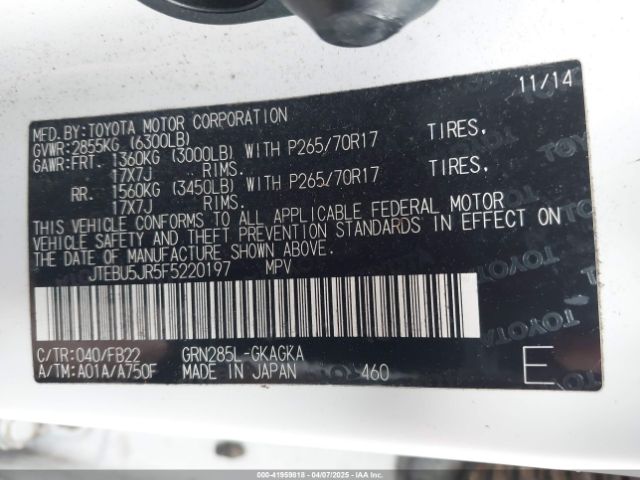 11/14
MFD.BY:TOYOTA MOTOR CORPORATION
GVWR:2855KG (6300LB)
GAWR:FRT. 1360KG (3000LB) WITH P265/70R17 TIRES,
17X7J RIMS.
RR. 1560KG (3450LB) WITH P265/70R17 TIRES,
17X7J RIMS.
THIS VEHICLE CONFORMS TO ALL APPLICABLE FEDERAL MOTOR
VEHICLE SAFETY AND THEFT PREVENTION STANDARDS IN EFFECT ON
THE DATE OF MANUFACTURE SHOWN ABOVE.
JTEBU5JR5F5220197 MPV
C/TR:040/FB22 GRN285L-GKAGKA
A/TM:A01A/A750F MADE IN JAPAN 460 E
TOYOTA
000-41959818 - 04/07/2025 - IAAI